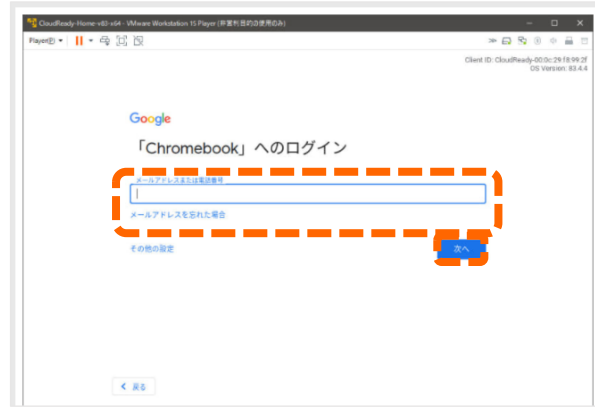 CloudReady-Home-v83-x64 - VMware Workstation 15 Player (非営利目的の使用のみ)
Player(P)
Client ID: CloudReady-00:0c:29:f8:99:2f
OS Version: 83.4.4
Google
「Chromebook」へのログイン
メールアドレスまたは電話番号
メールアドレスを忘れた場合
その他の設定
次へ
戻る